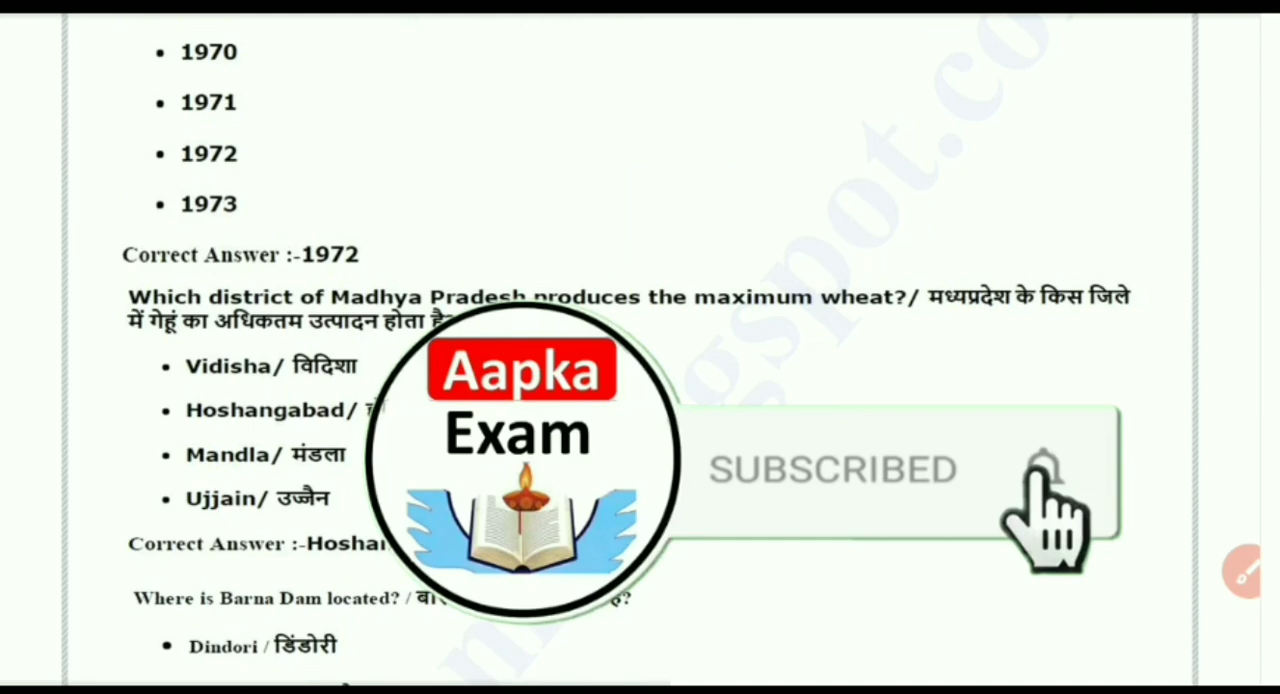 • 1970
• 1971
• 1972
• 1973
Correct Answer :-1972
Which district of Madhya Pradesh produces the maximum wheat?/ मध्यप्रदेश के किस जिले
में गेहूं का अधिकतम उत्पादन होता
• Vidisha/ विदिशा
• Hoshangabad/
• Mandla/ मंडला
• Ujjain/ उज्जैन
Correct Answer :-
Where is Barna Dam located? /
• Dindori / डिंडोरी
Aapka
Exam
SUBSCRIBED